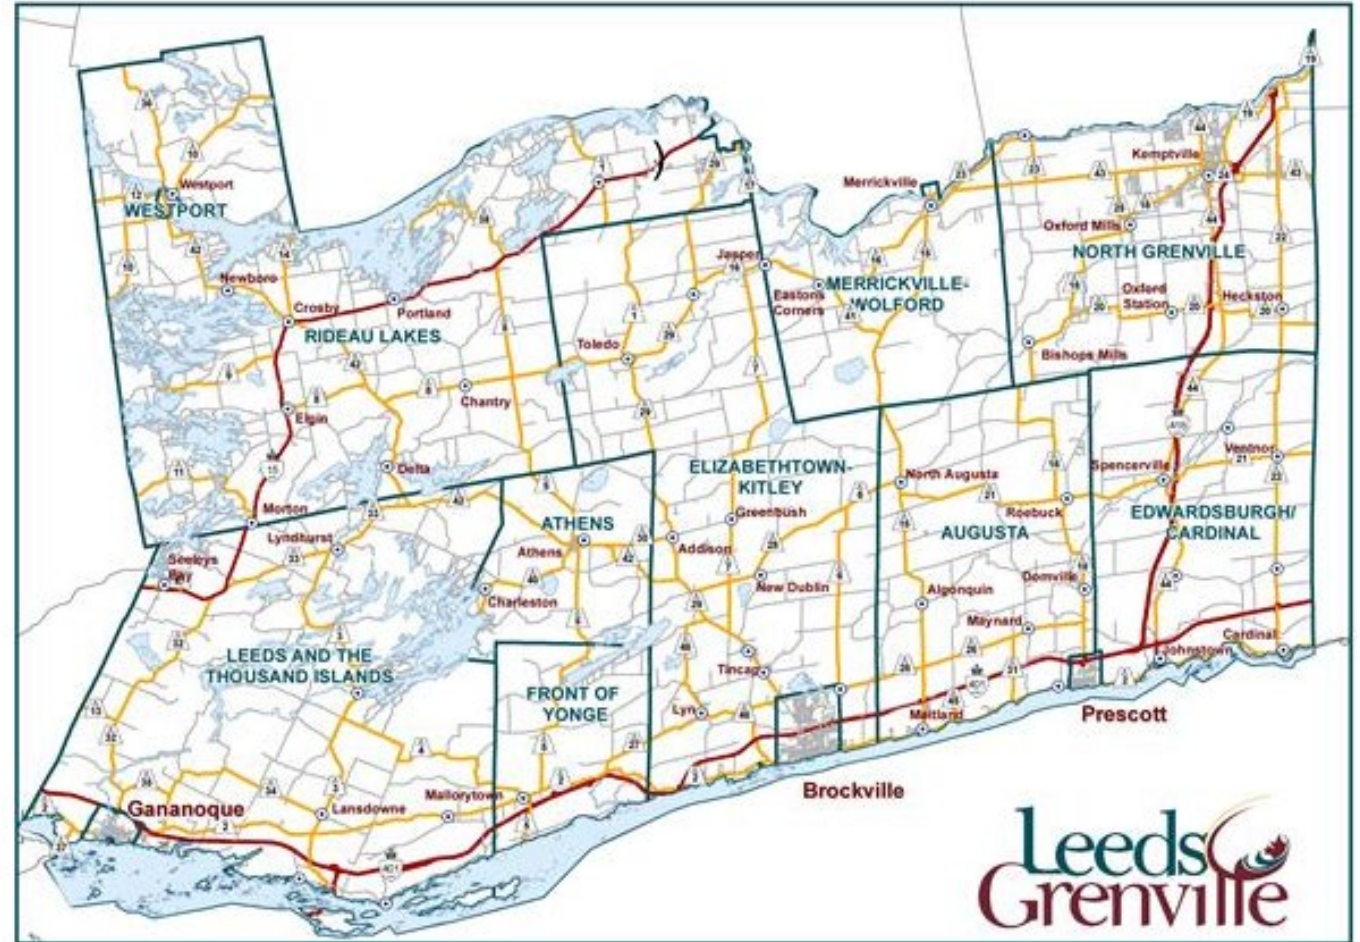 Westport
WESTPORT
Newboro
Crosby
Portland
RIDEAU LAKES
Elgin
Chantry
Delta
Morton
Toledo
Jasper
Eastons
Corners
Merrickville
MERRICKVILLE-
WOLFORD
Kemptville
Oxford Mills
NORTH GRENVILLE
Oxford
Station
Heckston
Bishops Mills
Seeleys
Bay
Lyndhurst
ATHENS
Athens
Charleston
LEEDS AND THE
THOUSAND ISLANDS
FRONT OF
YONGE
Gananoque
Lansdowne
Mallorytown
ELIZABETHTOWN-
KITLEY
Greenbush
Addison
New Dublin
Tincap
Lyn
Brockville
North Augusta
Roebuck
AUGUSTA
Algonquin
Domville
Maynard
Maitland
Prescott
Spencerville
Ventnor
EDWARDSBURGH/
CARDINAL
Johnstown
Cardinal
Leeds
Grenville